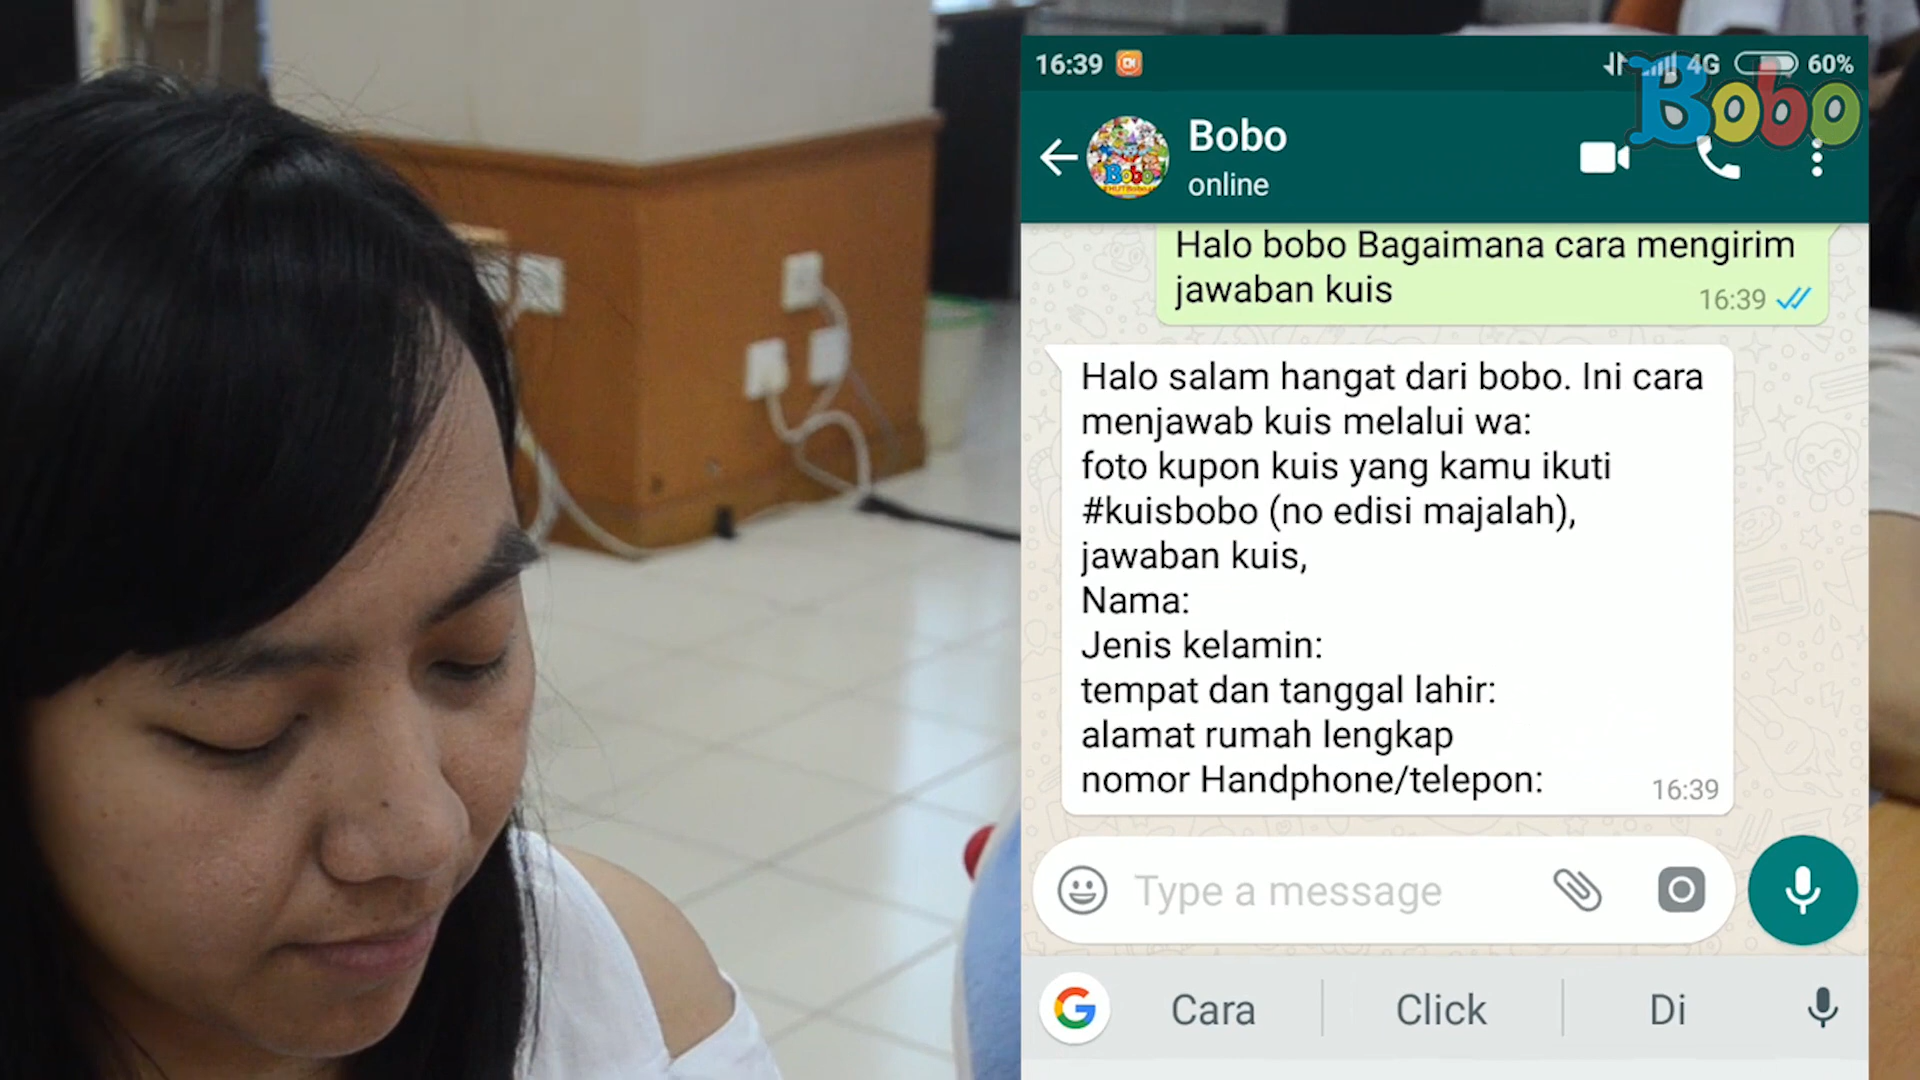 16:39
4G
60%
Bobo
Bobo
online
Halo bobo Bagaimana cara mengirim
jawaban kuis
16:39
Halo salam hangat dari bobo. Ini cara
menjawab kuis melalui wa:
foto kupon kuis yang kamu ikuti
#kuisbobo (no edisi majalah),
jawaban kuis,
Nama:
Jenis kelamin:
tempat dan tanggal lahir:
alamat rumah lengkap
nomor Handphone/telepon:
16:39
Type a message
G
Cara
Click
Di